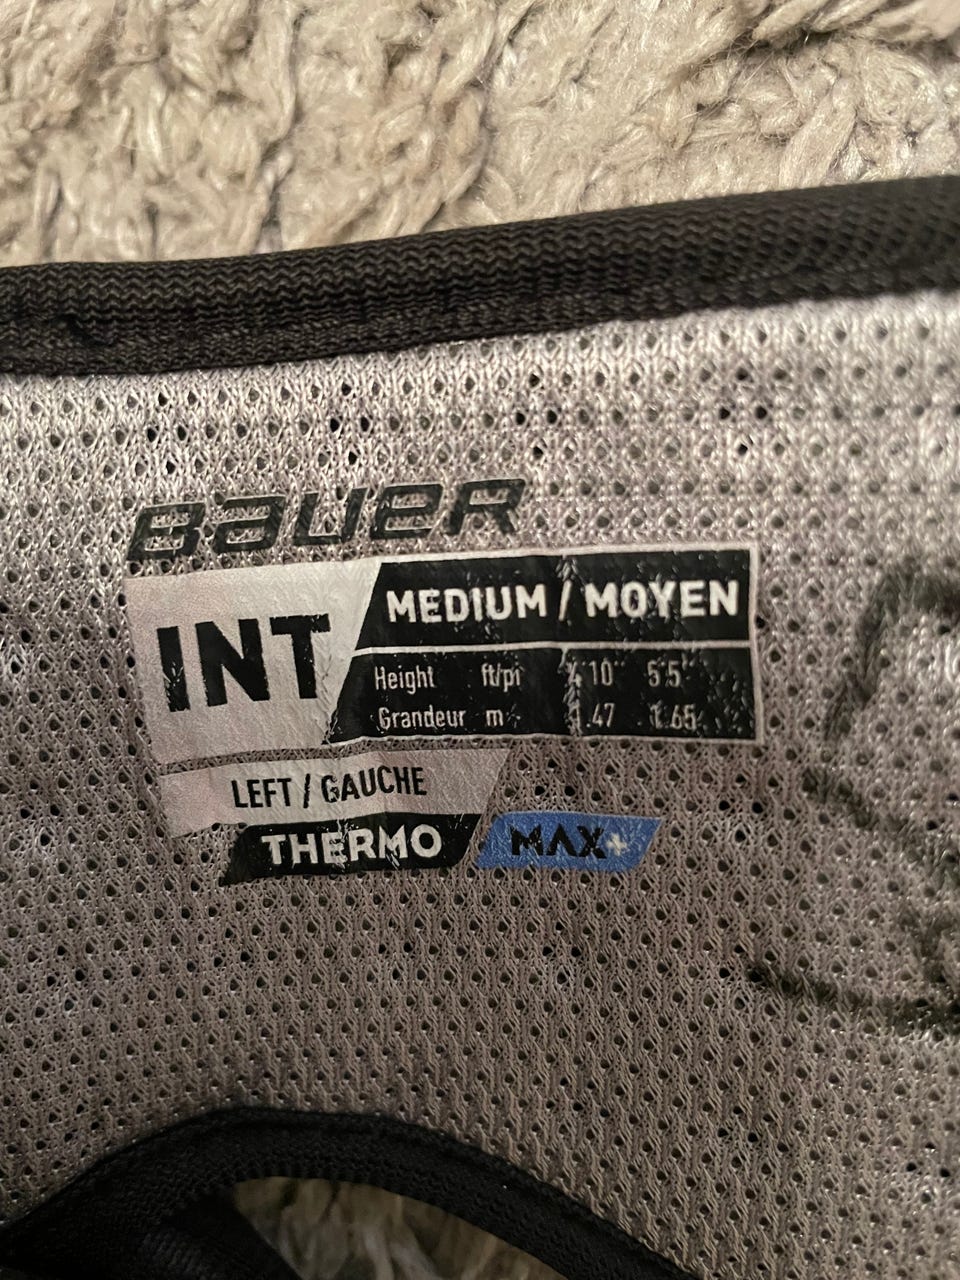 BAUER
INT
MEDIUM / MOYEN
Height ft/pi 10" 5'5"
Grandeur m 1.47 1.65
LEFT / GAUCHE
THERMO MAX+